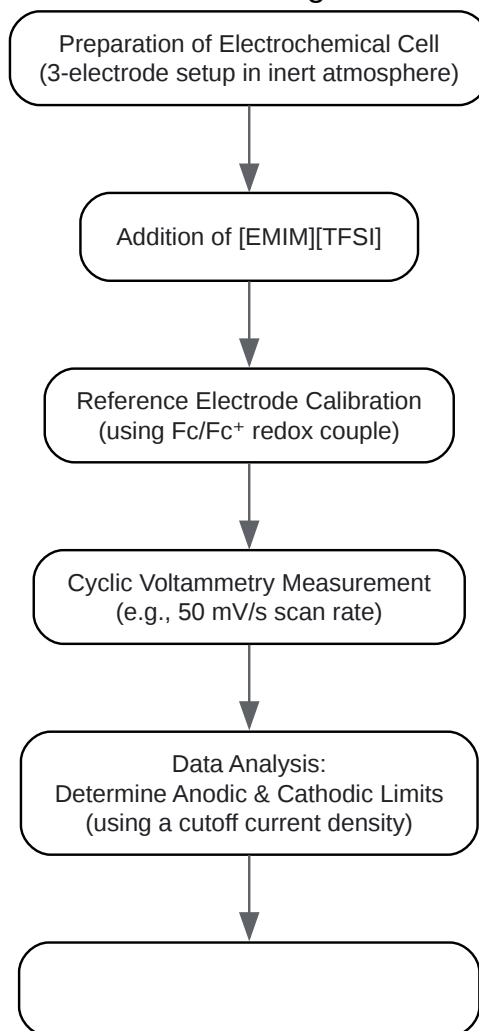 Preparation of Electrochemical Cell
(3-electrode setup in inert atmosphere)
Addition of [EMIM][TFSI]
Reference Electrode Calibration
(using Fc/Fc⁺ redox couple)
Cyclic Voltammetry Measurement
(e.g., 50 mV/s scan rate)
Data Analysis:
Determine Anodic & Cathodic Limits
(using a cutoff current density)